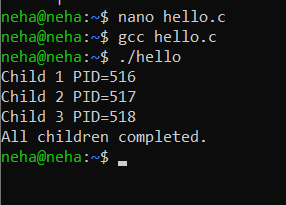 neha@neha:~$ nano hello.c
neha@neha:~$ gcc hello.c
neha@neha:~$ ./hello
Child 1 PID=516
Child 2 PID=517
Child 3 PID=518
All children completed.
neha@neha:~$